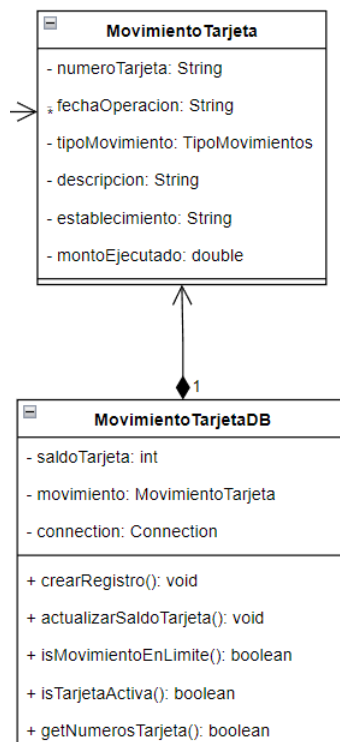 MovimientoTarjeta
- numeroTarjeta: String
- fechaOperacion: String
*
- tipoMovimiento: TipoMovimientos
- descripcion: String
- establecimiento: String
- montoEjecutado: double
1
MovimientoTarjetaDB
- saldoTarjeta: int
- movimiento: MovimientoTarjeta
- connection: Connection
+ crearRegistro(): void
+ actualizarSaldoTarjeta(): void
+ isMovimientoEnLimite(): boolean
+ isTarjetaActiva(): boolean
+ getNumerosTarjeta(): boolean